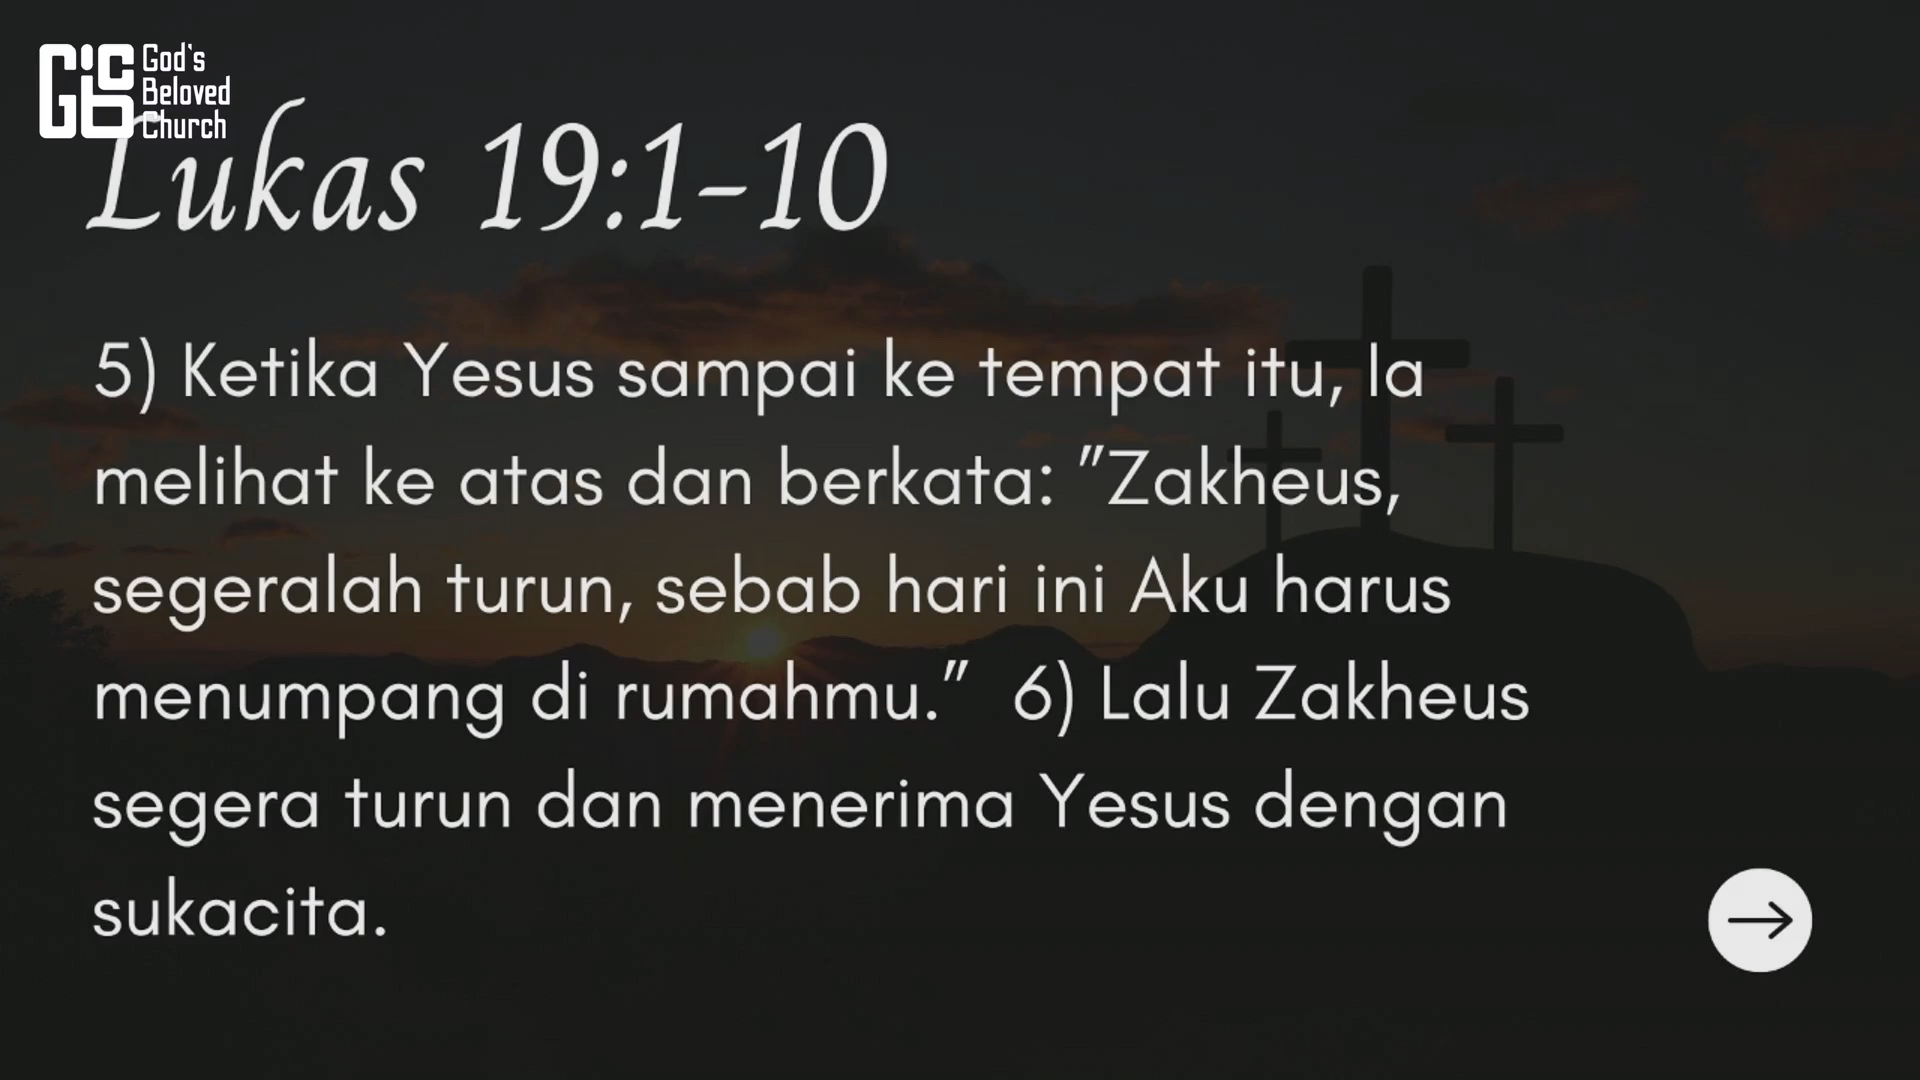 God's
Beloved
Church
Lukas 19:1-10
5) Ketika Yesus sampai ke tempat itu, Ia
melihat ke atas dan berkata: "Zakheus,
segeralah turun, sebab hari ini Aku harus
menumpang di rumahmu." 6) Lalu Zakheus
segera turun dan menerima Yesus dengan
sukacita.